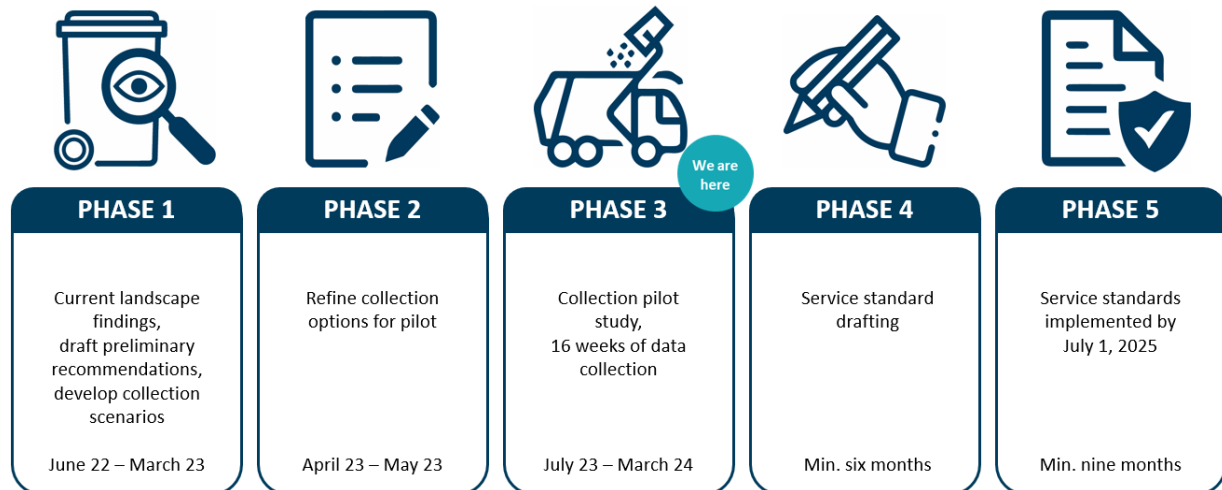 We are
here
PHASE 1
Current landscape
findings,
draft preliminary
recommendations,
develop collection
scenarios
June 22 – March 23
PHASE 2
Refine collection
options for pilot
April 23 – May 23
PHASE 3
Collection pilot
study,
16 weeks of data
collection
July 23 – March 24
PHASE 4
Service standard
drafting
Min. six months
PHASE 5
Service standards
implemented by
July 1, 2025
Min. nine months